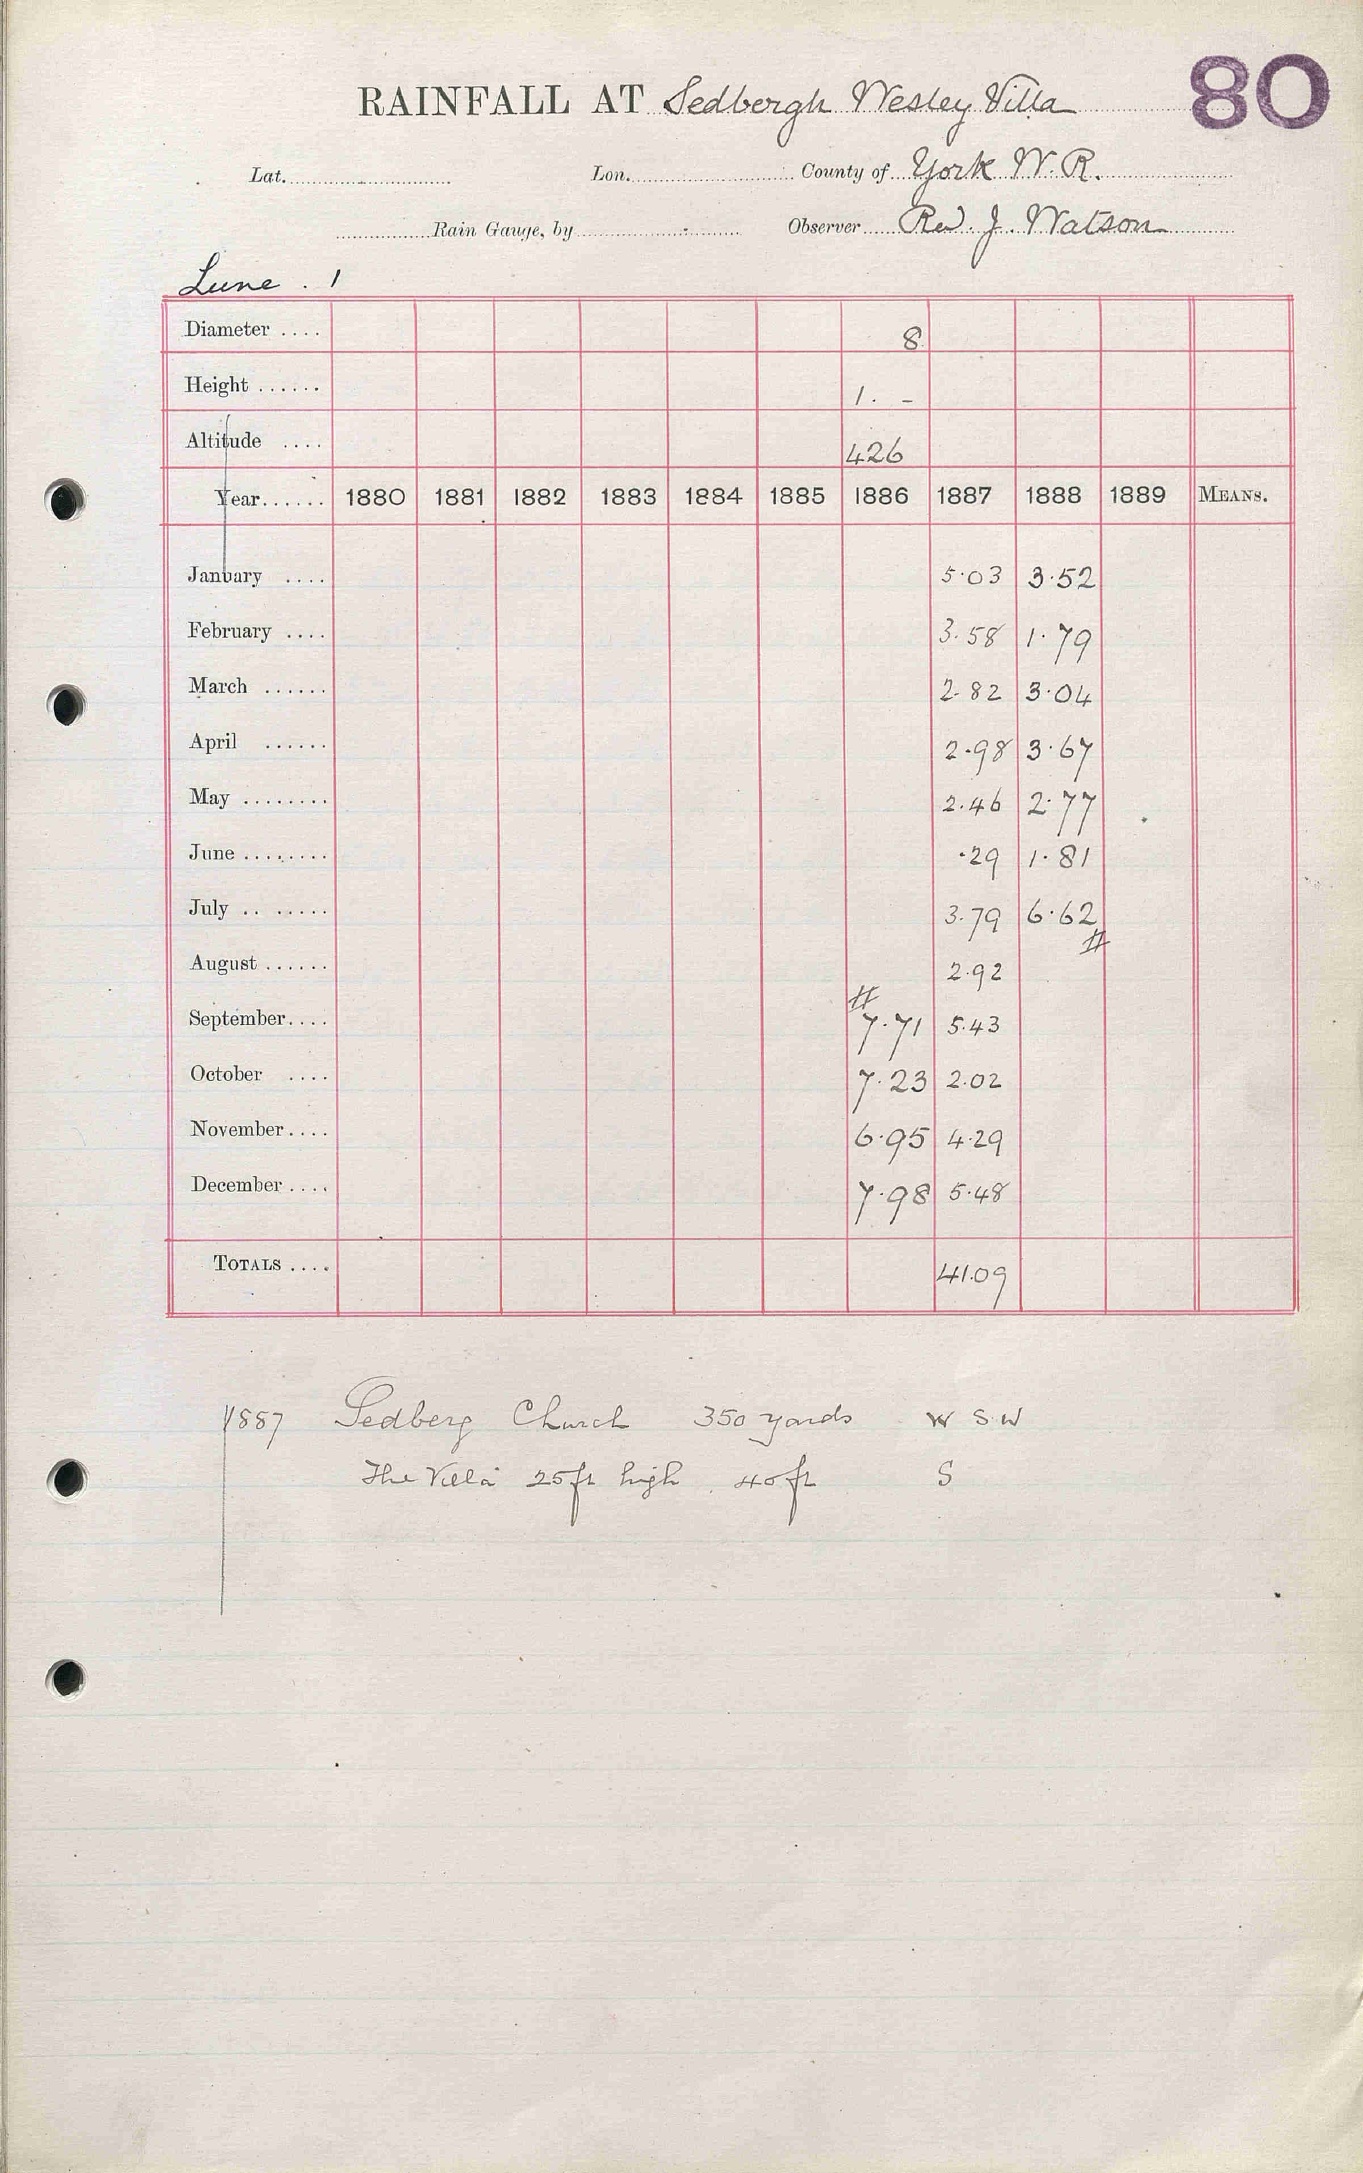 80
RAINFALL AT Sedbergh Wesley Villa
Lat. Lon. County of York W. R.
Rain Gauge, by Observer Rev. J. Watson
Lune . 1
Diameter .... 8
Height ...... 1. -
Altitude .... 426
Year...... 1880 1881 1882 1883 1884 1885 1886 1887 1888 1889 MEANS.
January .... 5.03 3.52
February .... 3.58 1.79
March ...... 2.82 3.04
April ...... 2.98 3.67
May ........ 2.46 2.77
June ........ .29 1.81
July .. ..... 3.79 6.62
August ...... 2.92
September.... 7.71 5.43
October .... 7.23 2.02
November.... 6.95 4.29
December .... 7.98 5.48
TOTALS .... 41.09
1887 Sedberg Church 350 yards W S W
The Villa 25ft high 40ft S